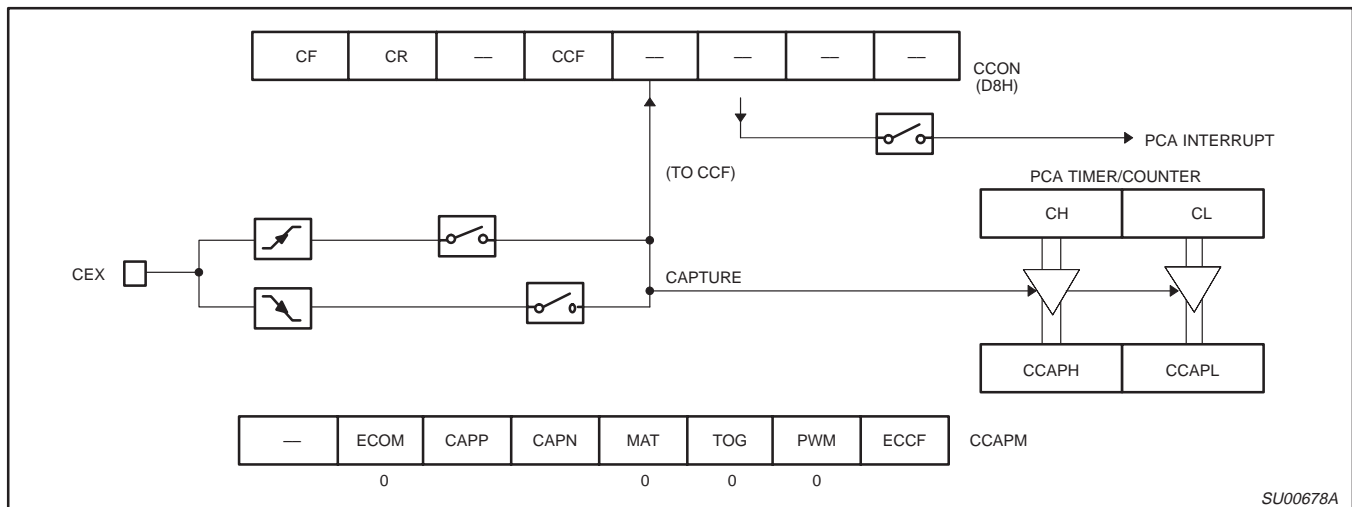 CF CR — CCF — — — —
CCON
(D8H)
PCA INTERRUPT
(TO CCF)
PCA TIMER/COUNTER
CH CL
CEX
CAPTURE
CCAPH CCAPL
— ECOM CAPP CAPN MAT TOG PWM ECCF CCAPM
0 0 0 0
SU00678A